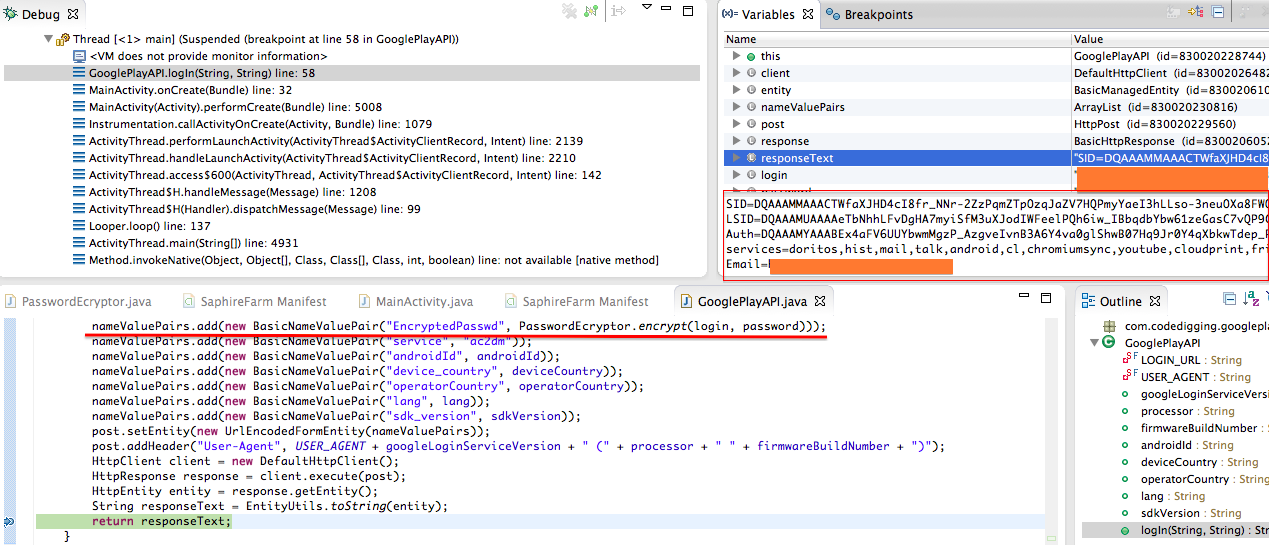 Debug
Thread [<1> main] (Suspended (breakpoint at line 58 in GooglePlayAPI))
<VM does not provide monitor information>
GooglePlayAPI.logIn(String, String) line: 58
MainActivity.onCreate(Bundle) line: 32
MainActivity(Activity).performCreate(Bundle) line: 5008
Instrumentation.callActivityOnCreate(Activity, Bundle) line: 1079
ActivityThread.performLaunchActivity(ActivityThread$ActivityClientRecord, Intent) line: 2139
ActivityThread.handleLaunchActivity(ActivityThread$ActivityClientRecord, Intent) line: 2210
ActivityThread.access$600(ActivityThread, ActivityThread$ActivityClientRecord, Intent) line: 142
ActivityThread$H.handleMessage(Message) line: 1208
ActivityThread$H(Handler).dispatchMessage(Message) line: 99
Looper.loop() line: 137
ActivityThread.main(String[]) line: 4931
Method.invokeNative(Object, Object[], Class, Class[], Class, int, boolean) line: not available [native method]
(x)= Variables Breakpoints
Name Value
this GooglePlayAPI (id=830020228744)
client DefaultHttpClient (id=8300202648
entity BasicManagedEntity (id=83002061
nameValuePairs ArrayList (id=830020230816)
post HttpPost (id=830020229560)
response BasicHttpResponse (id=8300206052
responseText "SID=DQAAAMMAAACTWfaXJHD4cI8
login "
SID=DQAAAMMAAACTWfaXJHD4cI8fr_NNr-2ZzPqmZTpOzqJaZV7HQPmyYaeI3hLLso-3neuOXa8FW
LSID=DQAAAMUAAAAeTbNhhLFvDgHA7myiSfM3uXJodIWFeelPQh6iw_IBbqdbYbw01zeGasC7vQP9
Auth=DQAAAMYAAABEx4aFV6UUYbwmMgzP_AzgveIvnB3A6Y4va0glShwB07Hq9Jr0Y4qXbkwTdep_
services=doritos,hist,mail,talk,android,cl,chromiumsync,youtube,cloudprint,fri
Email=
PasswordEcryptor.java SaphireFarm Manifest MainActivity.java SaphireFarm Manifest GooglePlayAPI.java
nameValuePairs.add(new BasicNameValuePair("EncryptedPasswd", PasswordEcryptor.encrypt(login, password)));
nameValuePairs.add(new BasicNameValuePair("service", "ac2dm"));
nameValuePairs.add(new BasicNameValuePair("androidId", androidId));
nameValuePairs.add(new BasicNameValuePair("device_country", deviceCountry));
nameValuePairs.add(new BasicNameValuePair("operatorCountry", operatorCountry));
nameValuePairs.add(new BasicNameValuePair("lang", lang));
nameValuePairs.add(new BasicNameValuePair("sdk_version", sdkVersion));
post.setEntity(new UrlEncodedFormEntity(nameValuePairs));
post.addHeader("User-Agent", USER_AGENT + googleLoginServiceVersion + " (" + processor + " " + firmwareBuildNumber + ")");
HttpClient client = new DefaultHttpClient();
HttpResponse response = client.execute(post);
HttpEntity entity = response.getEntity();
String responseText = EntityUtils.toString(entity);
return responseText;
}
Outline
com.codedigging.googlepla
GooglePlayAPI
LOGIN_URL : String
USER_AGENT : String
googleLoginServiceVersi
processor : String
firmwareBuildNumber :
androidId : String
deviceCountry : String
operatorCountry : String
lang : String
sdkVersion : String
logIn(String, String) : Str